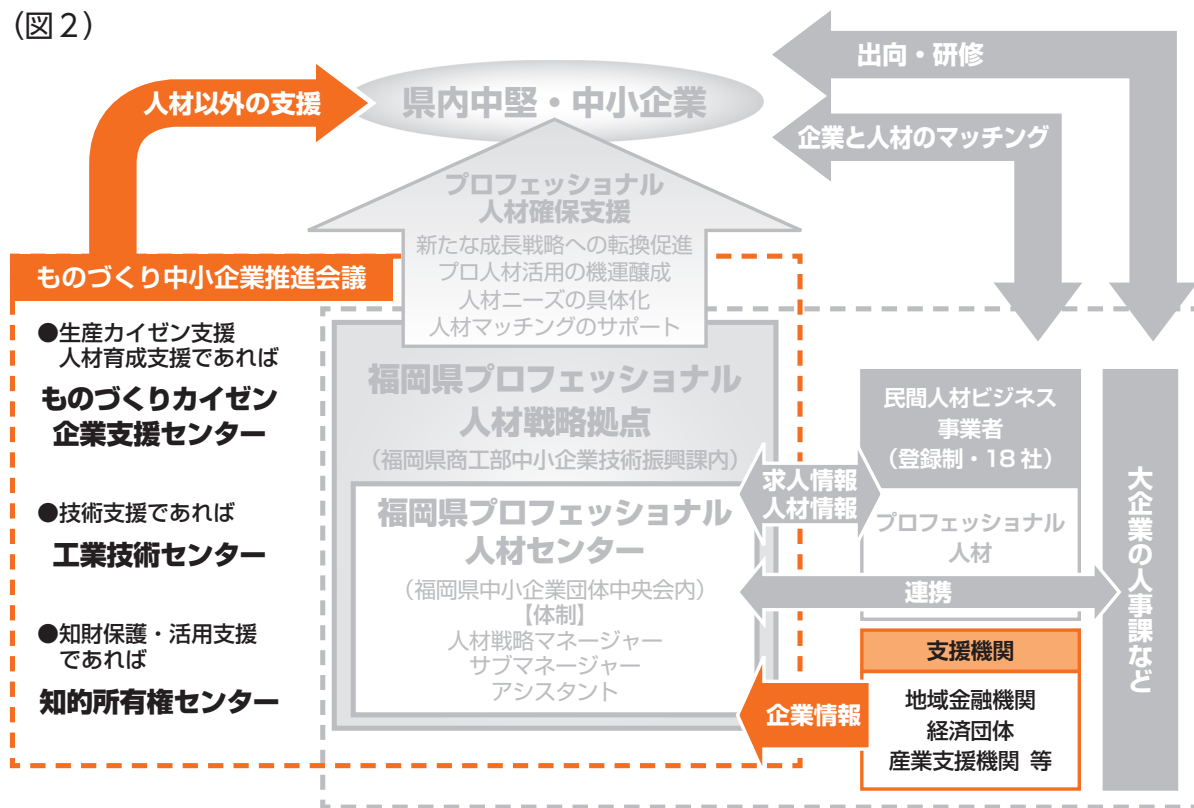 (図2)
出向・研修
人材以外の支援
県内中堅・中小企業
企業と人材のマッチング
プロフェッショナル
人材確保支援
新たな成長戦略への転換促進
プロ人材活用の機運醸成
人材ニーズの具体化
人材マッチングのサポート
ものづくり中小企業推進会議
●生産カイゼン支援
人材育成支援であれば
ものづくりカイゼン
企業支援センター
●技術支援であれば
工業技術センター
●知財保護・活用支援
であれば
知的所有権センター
福岡県プロフェッショナル
人材戦略拠点
(福岡県商工部中小企業技術振興課内)
福岡県プロフェッショナル
人材センター
(福岡県中小企業団体中央会内)
【体制】
人材戦略マネージャー
サブマネージャー
アシスタント
求人情報
人材情報
連携
企業情報
民間人材ビジネス
事業者
(登録制・18社)
プロフェッショナル
人材
支援機関
地域金融機関
経済団体
産業支援機関 等
大企業の人事課など